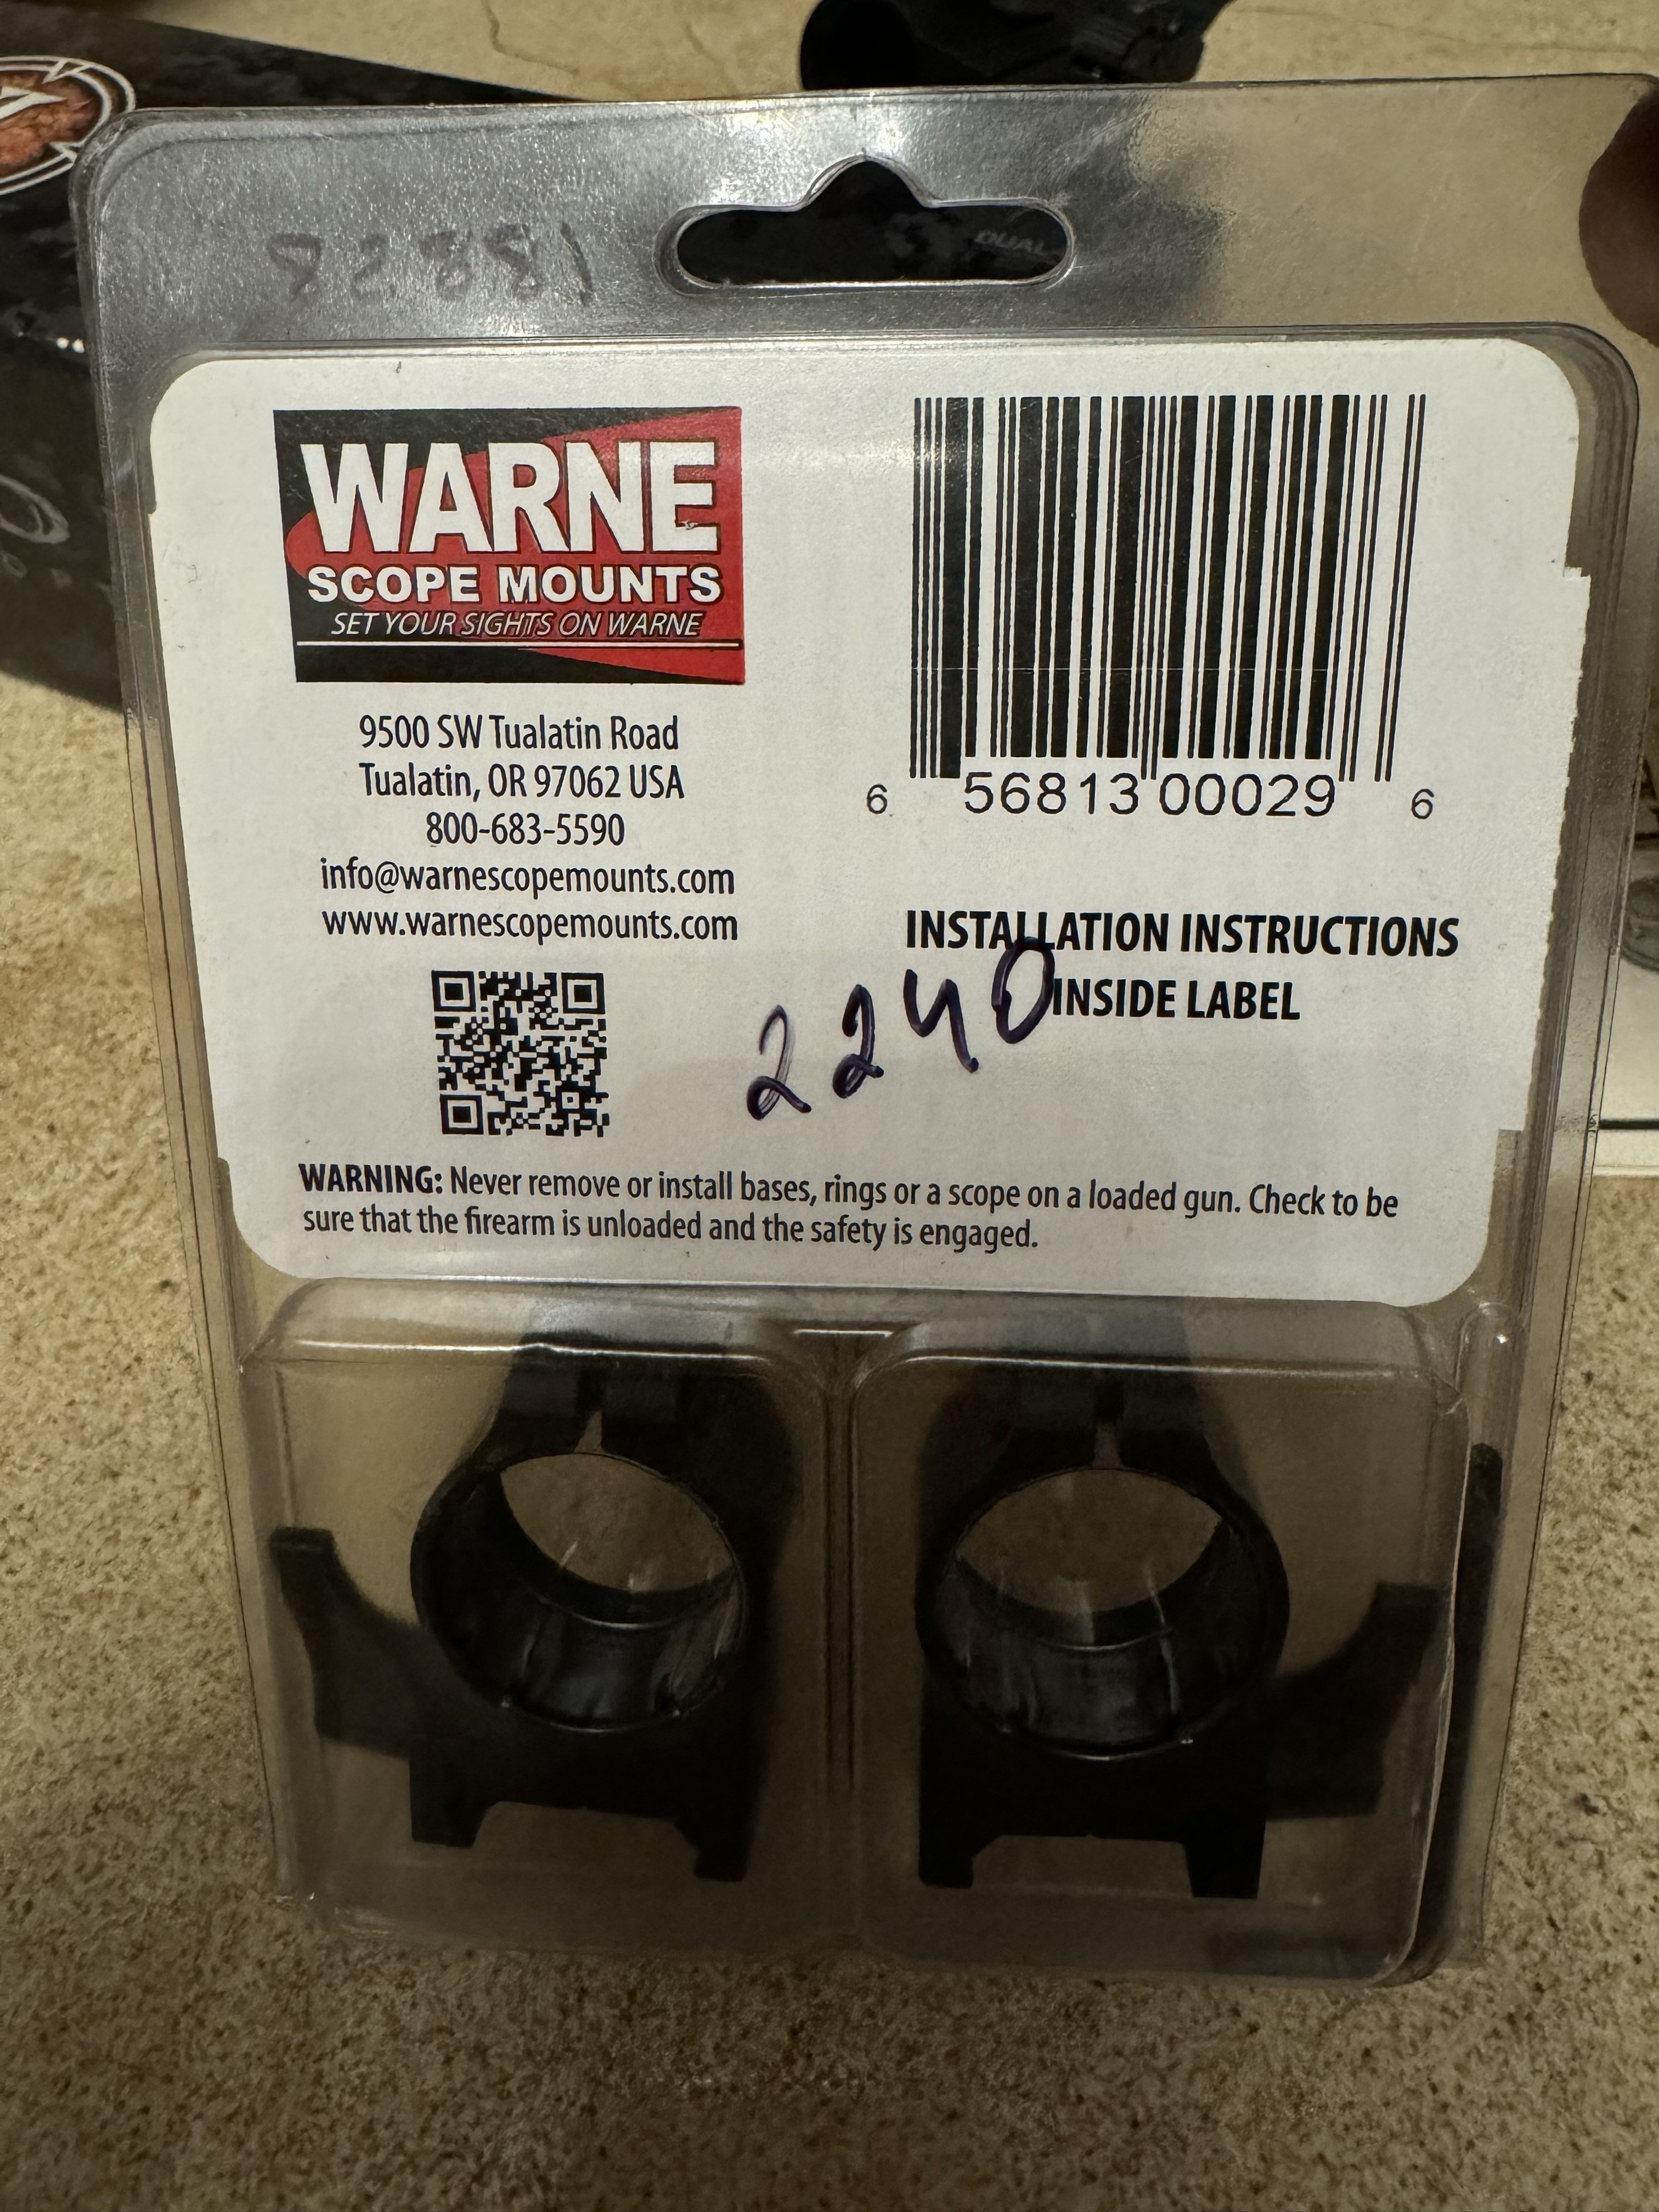 82881
DUAL
WARNE
SCOPE MOUNTS
SET YOUR SIGHTS ON WARNE
9500 SW Tualatin Road
Tualatin, OR 97062 USA
800-683-5590
info@warnescopemounts.com
www.warnescopemounts.com
6 56813 00029 6
INSTALLATION INSTRUCTIONS
INSIDE LABEL
2240
WARNING: Never remove or install bases, rings or a scope on a loaded gun. Check to be
sure that the firearm is unloaded and the safety is engaged.